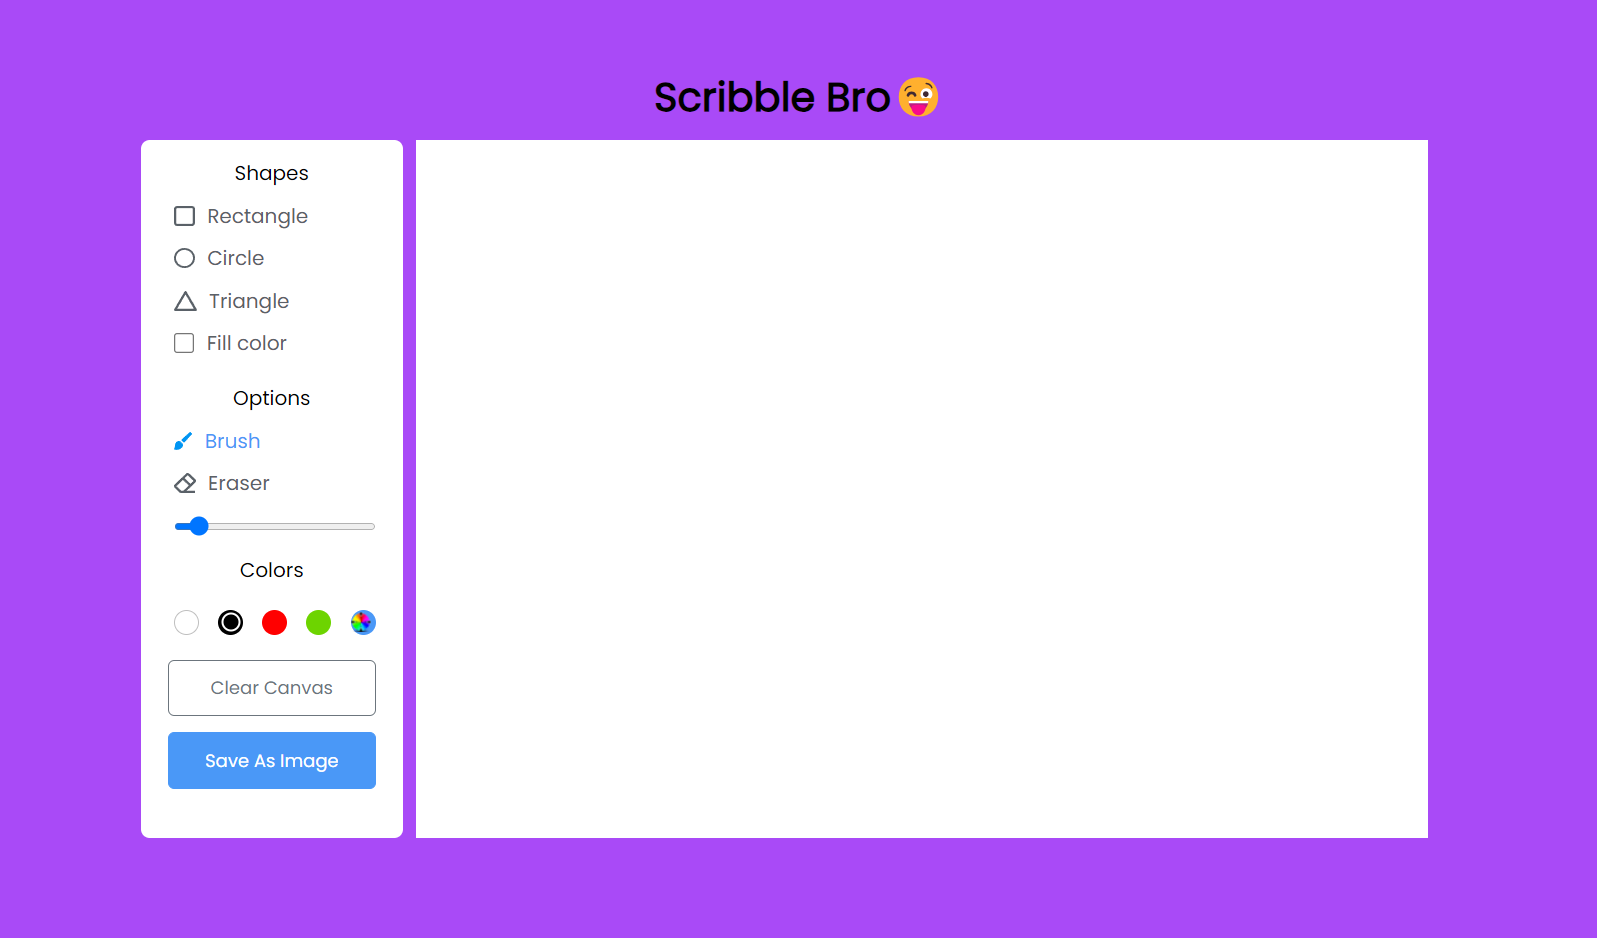 Scribble Bro 😜
Shapes
Rectangle
Circle
Triangle
Fill color
Options
Brush
Eraser
Colors
Clear Canvas
Save As Image